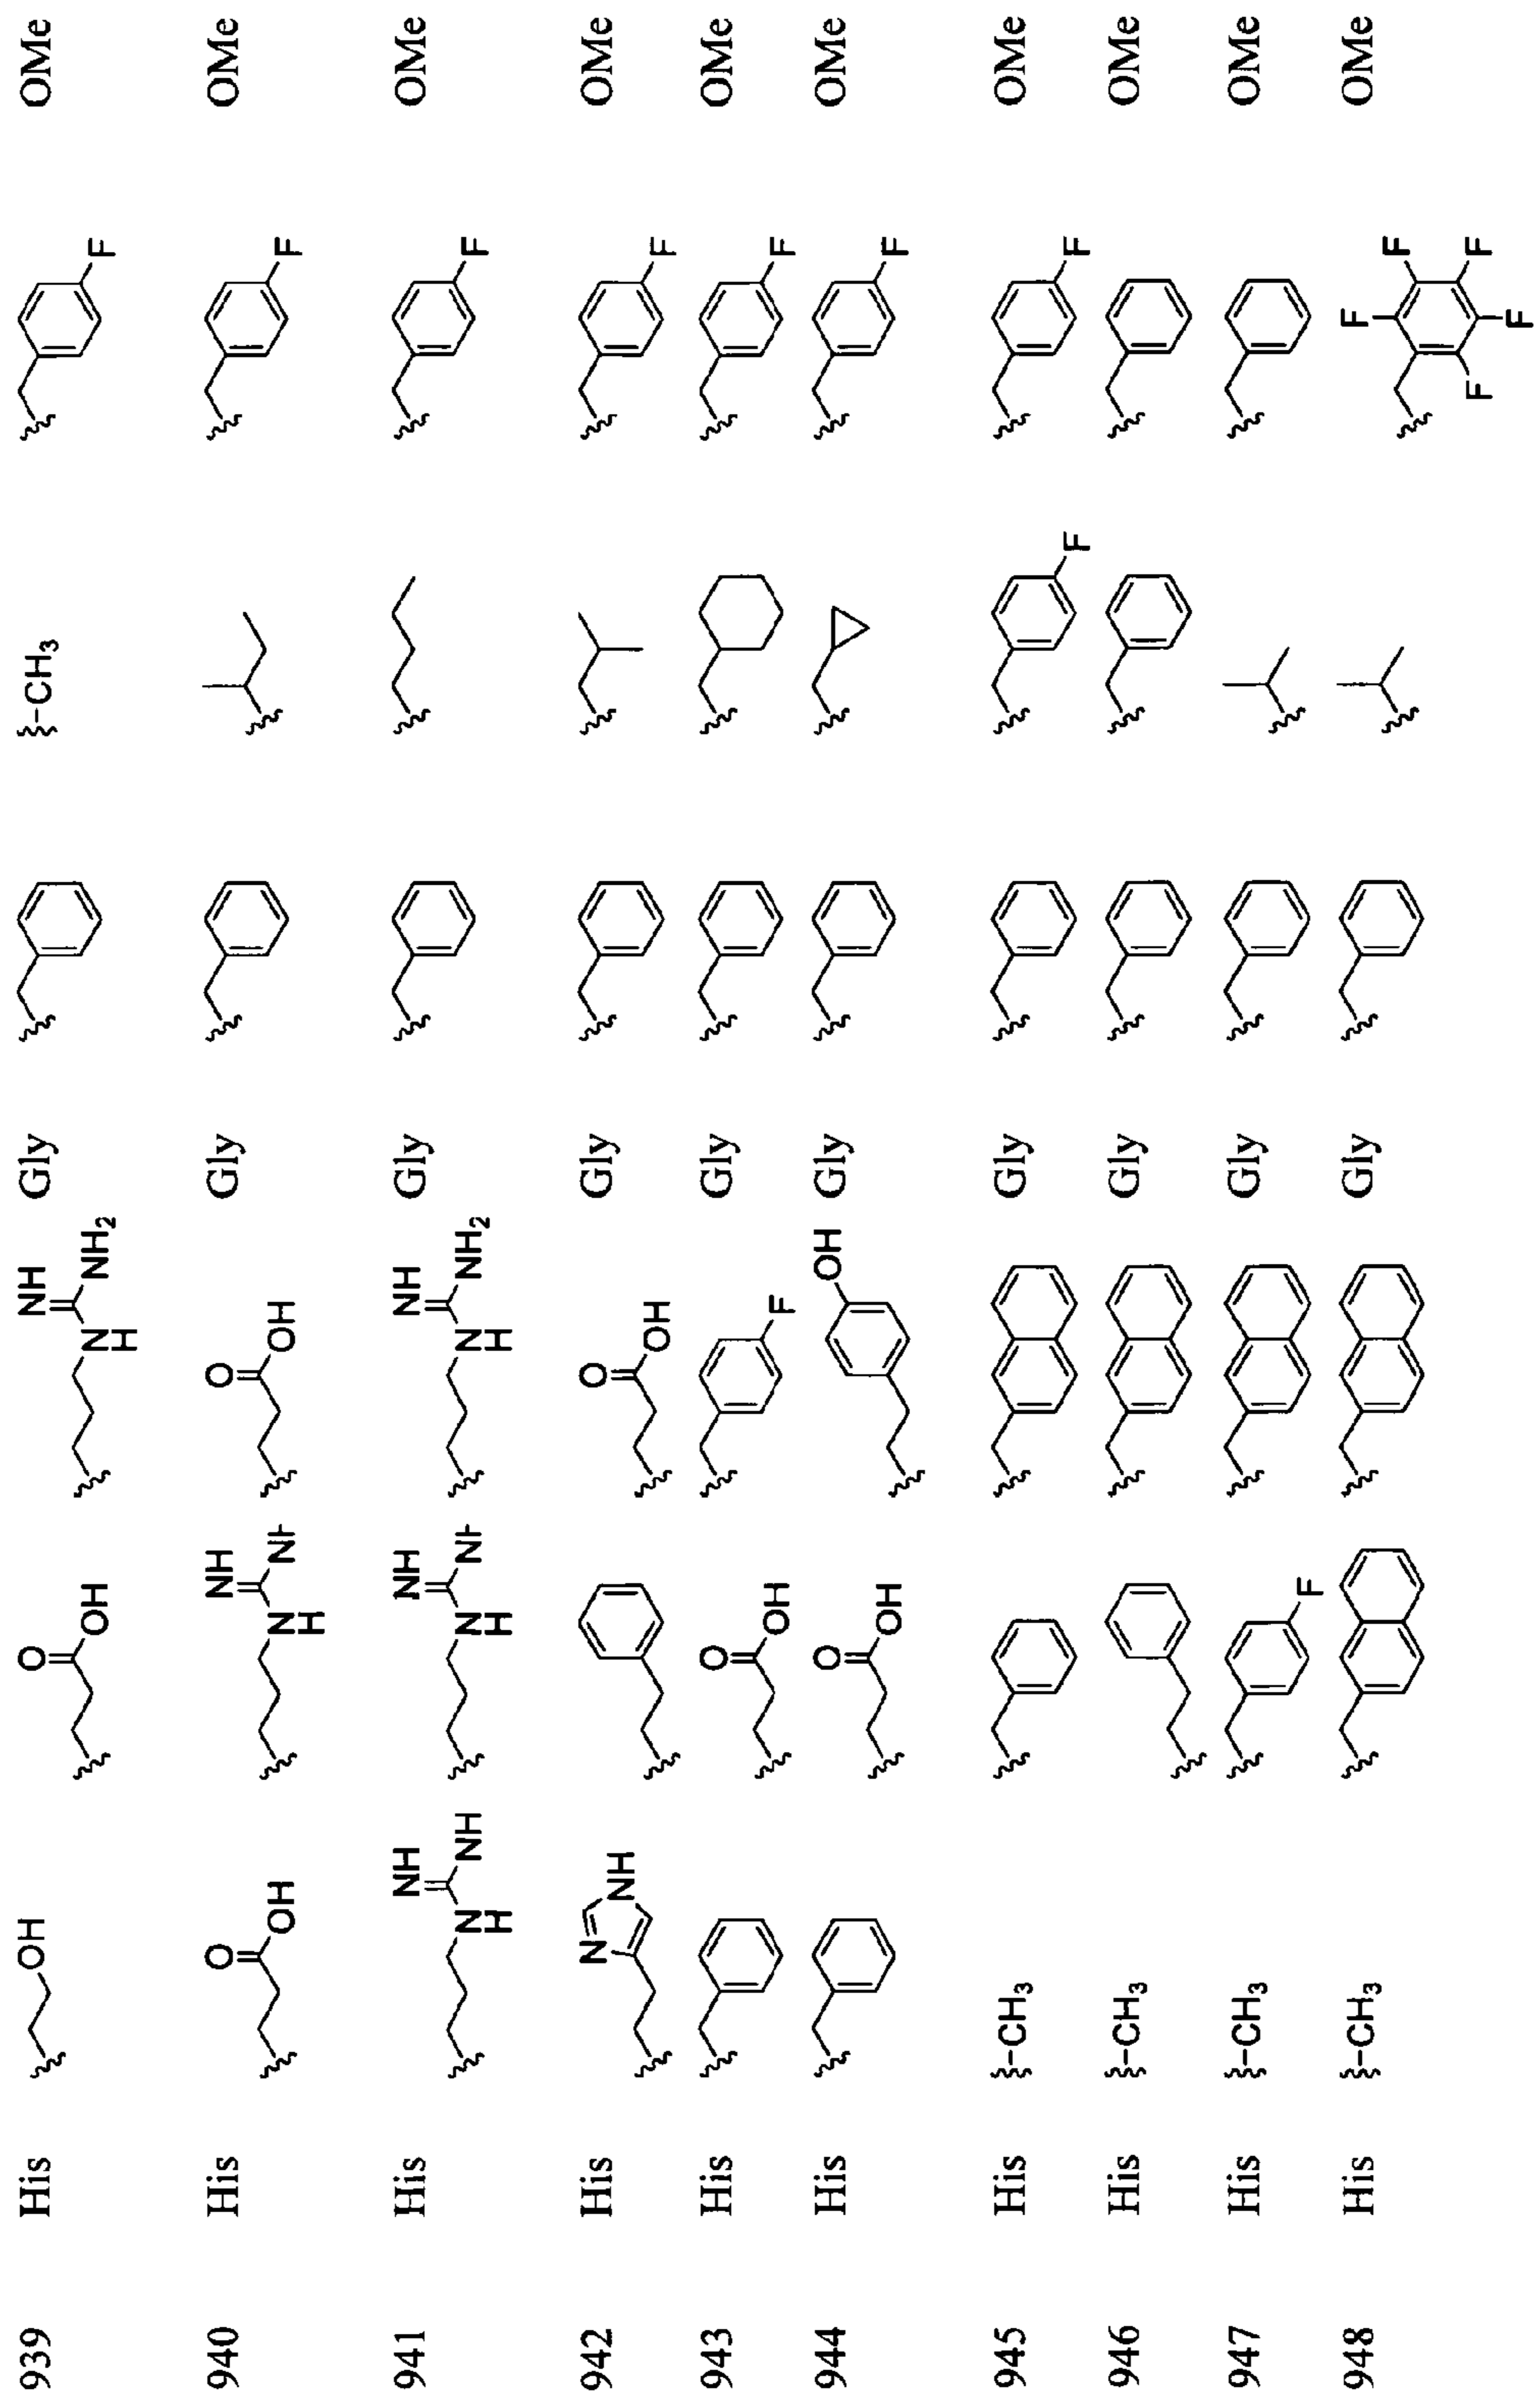 939 His OH O OH N H NH NH2 Gly CH3 F OMe
940 His O OH N H NH NH O OH Gly F OMe
941 His N H NH NH N H NH NH N H NH NH2 Gly F OMe
942 His N NH O OH Gly F OMe
943 His O OH F Gly F OMe
944 His O OH OH Gly F OMe
945 His CH3 Gly F F OMe
946 His CH3 Gly OMe
947 His CH3 F Gly OMe
948 His CH3 Gly F F F F F OMe